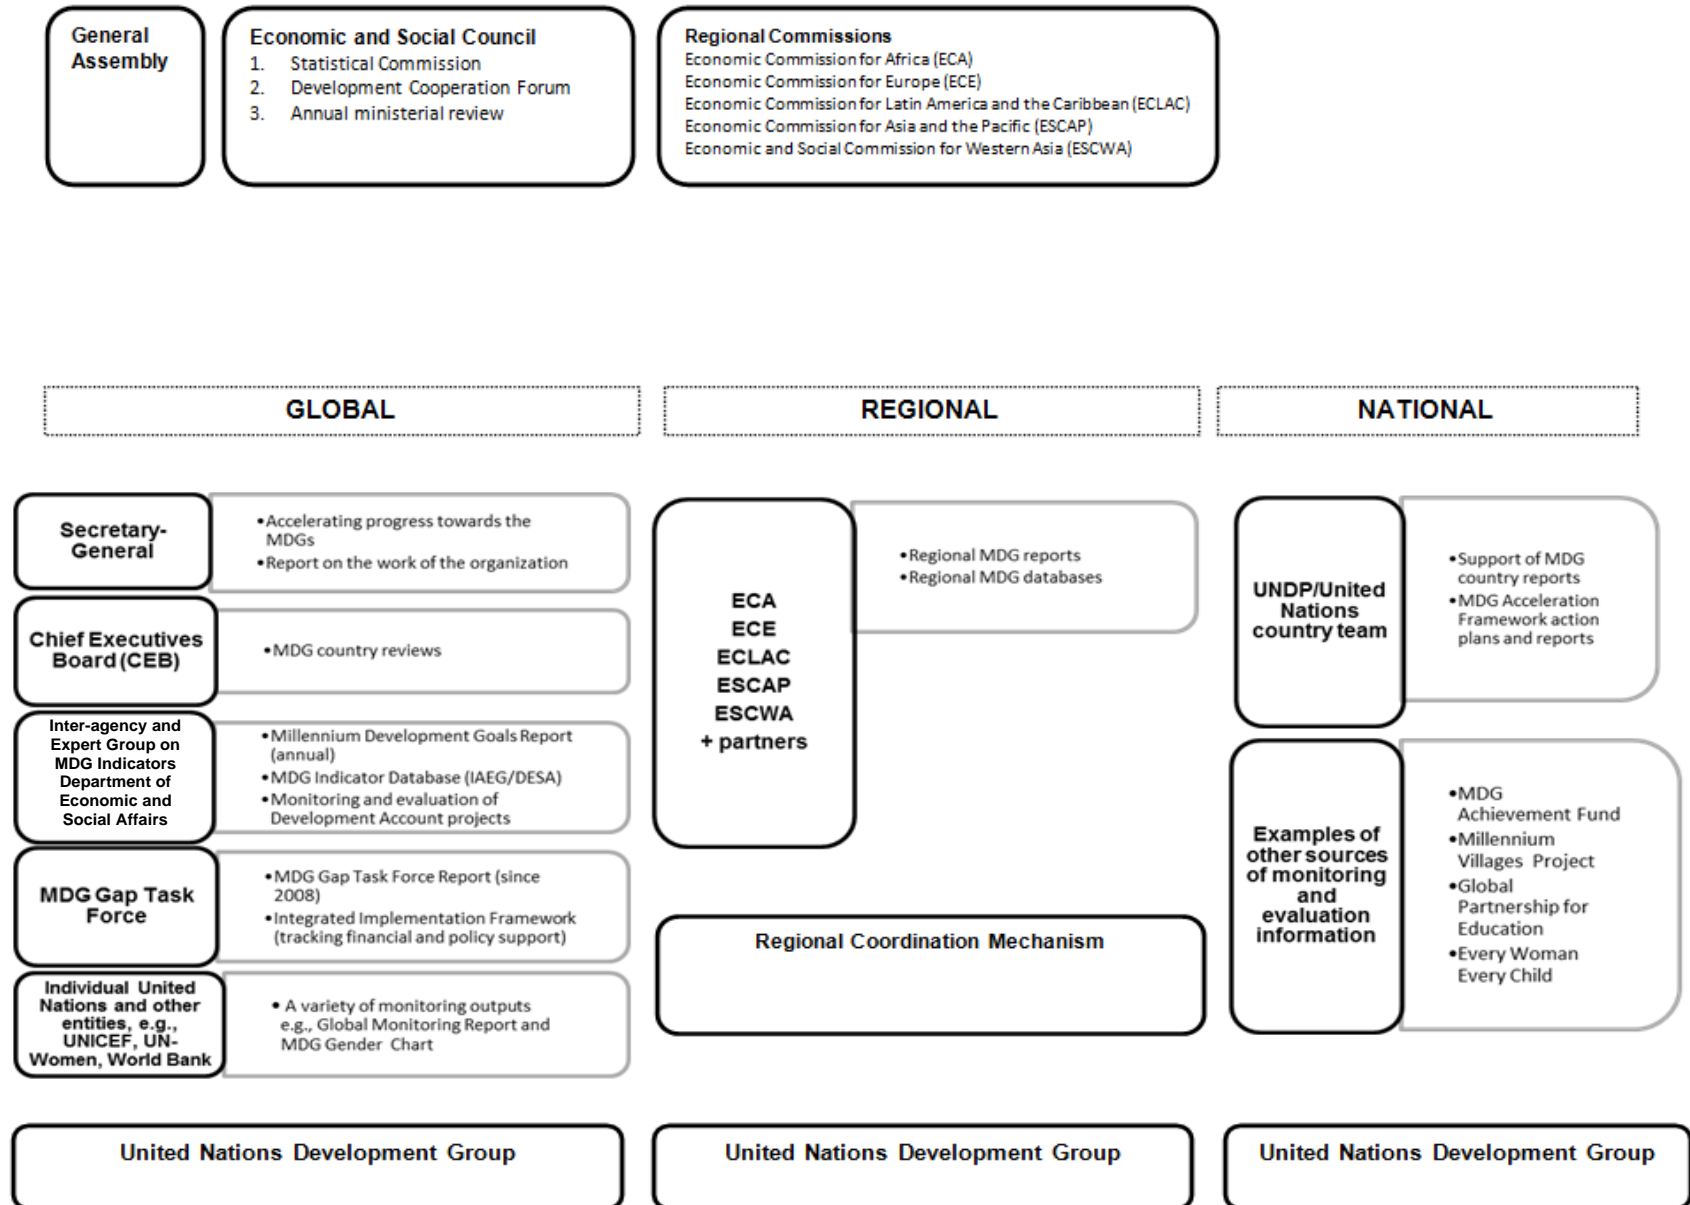 General
Assembly
Economic and Social Council
1. Statistical Commission
2. Development Cooperation Forum
3. Annual ministerial review
Regional Commissions
Economic Commission for Africa (ECA)
Economic Commission for Europe (ECE)
Economic Commission for Latin America and the Caribbean (ECLAC)
Economic Commission for Asia and the Pacific (ESCAP)
Economic and Social Commission for Western Asia (ESCWA)
GLOBAL
REGIONAL
NATIONAL
Secretary-
General
•Accelerating progress towards the
MDGs
•Report on the work of the organization
Chief Executives
Board (CEB)
•MDG country reviews
Inter-agency and
Expert Group on
MDG Indicators
Department of
Economic and
Social Affairs
•Millennium Development Goals Report
(annual)
•MDG Indicator Database (IAEG/DESA)
•Monitoring and evaluation of
Development Account projects
MDG Gap Task
Force
•MDG Gap Task Force Report (since
2008)
•Integrated Implementation Framework
(tracking financial and policy support)
Individual United
Nations and other
entities, e.g.,
UNICEF, UN-
Women, World Bank
• A variety of monitoring outputs
e.g., Global Monitoring Report and
MDG Gender Chart
ECA
ECE
ECLAC
ESCAP
ESCWA
+ partners
•Regional MDG reports
•Regional MDG databases
Regional Coordination Mechanism
UNDP/United
Nations
country team
•Support of MDG
country reports
•MDG Acceleration
Framework action
plans and reports
Examples of
other sources
of monitoring
and
evaluation
information
•MDG
Achievement Fund
•Millennium
Villages Project
•Global
Partnership for
Education
•Every Woman
Every Child
United Nations Development Group
United Nations Development Group
United Nations Development Group